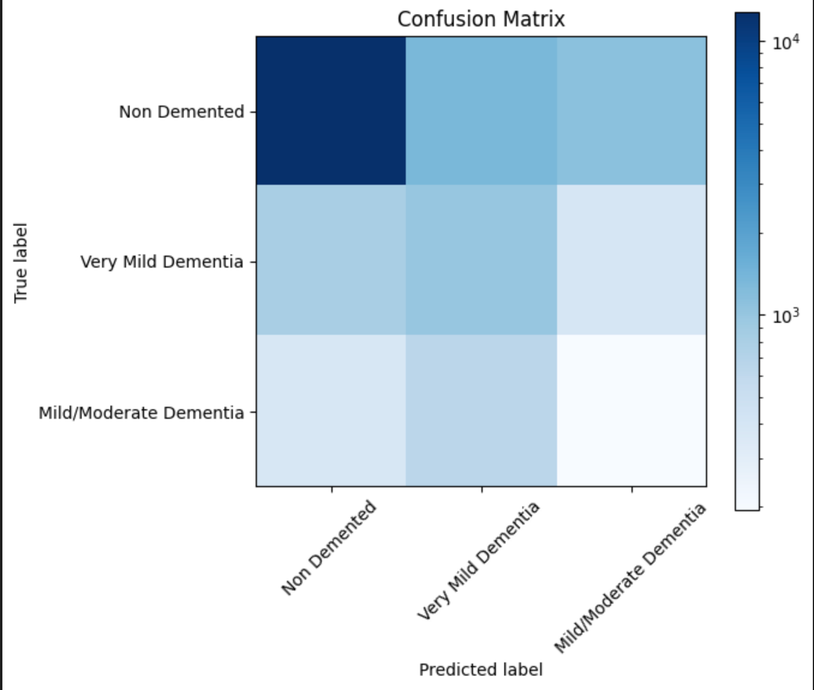 Confusion Matrix
10⁴
Non Demented
True label
Very Mild Dementia
10³
Mild/Moderate Dementia
Non Demented
Very Mild Dementia
Mild/Moderate Dementia
Predicted label